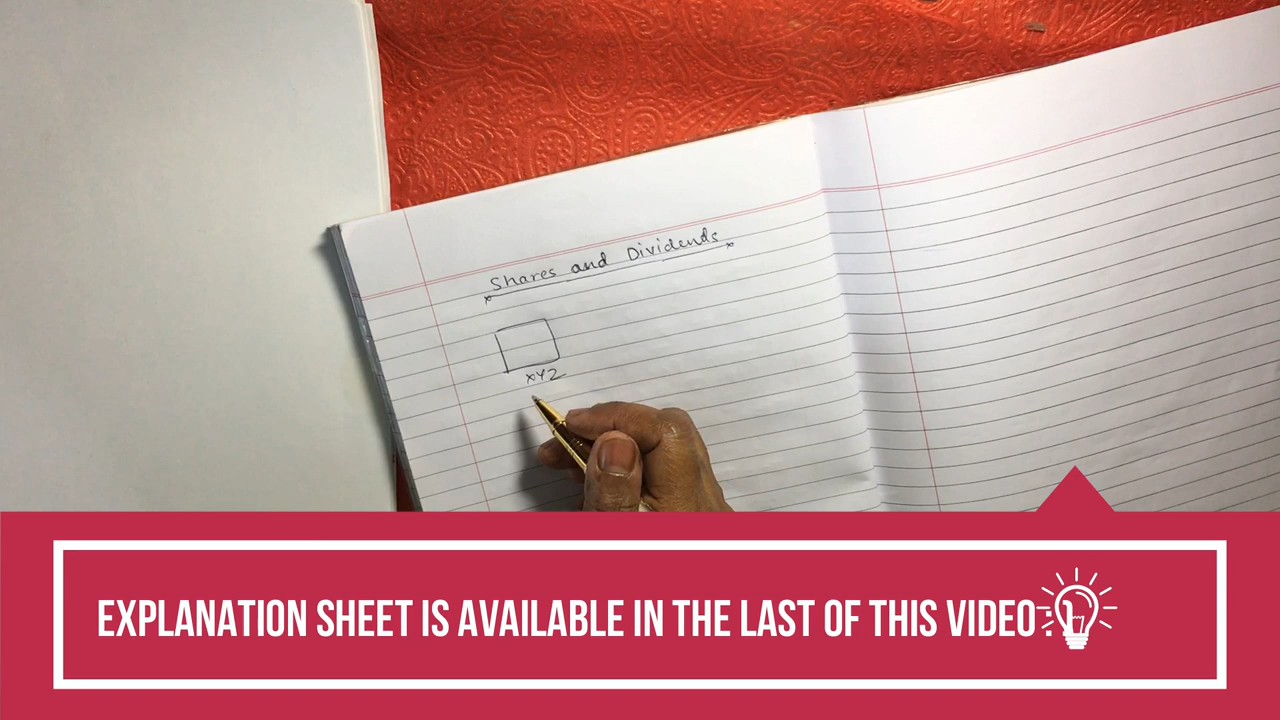 Shares and Dividends
XYZ
EXPLANATION SHEET IS AVAILABLE IN THE LAST OF THIS VIDEO .